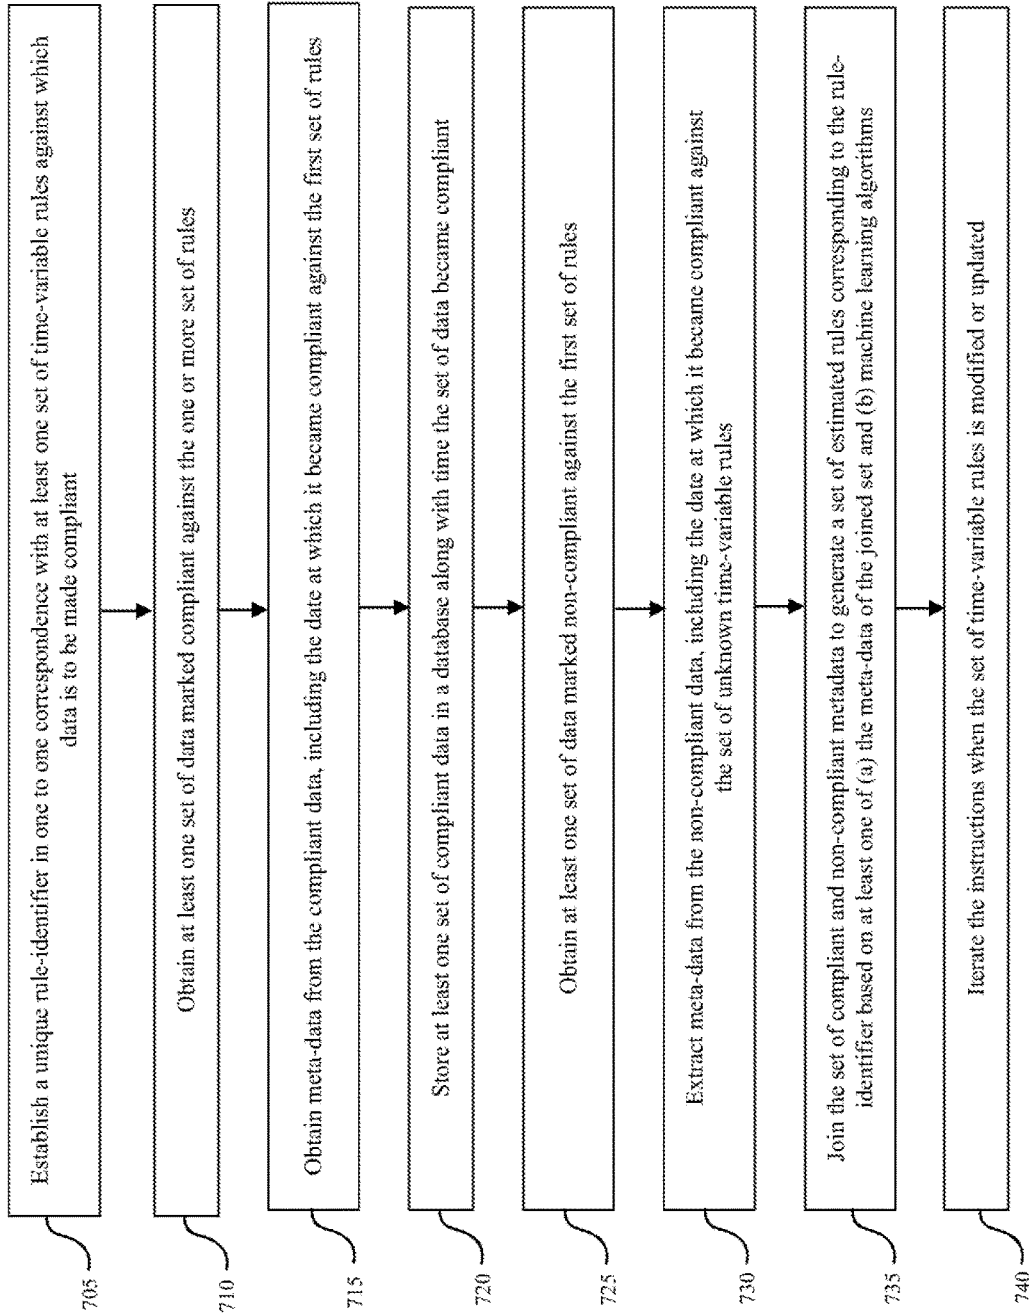 Establish a unique rule-identifier in one to one correspondence with at least one set of time-variable rules against which
data is to be made compliant
705
Obtain at least one set of data marked compliant against the one or more set of rules
710
Obtain meta-data from the compliant data, including the date at which it became compliant against the first set of rules
715
Store at least one set of compliant data in a database along with time the set of data became compliant
720
Obtain at least one set of data marked non-compliant against the first set of rules
725
Extract meta-data from the non-compliant data, including the date at which it became compliant against
the set of unknown time-variable rules
730
Join the set of compliant and non-compliant metadata to generate a set of estimated rules corresponding to the rule-
identifier based on at least one of (a) the meta-data of the joined set and (b) machine learning algorithms
735
Iterate the instructions when the set of time-variable rules is modified or updated
740